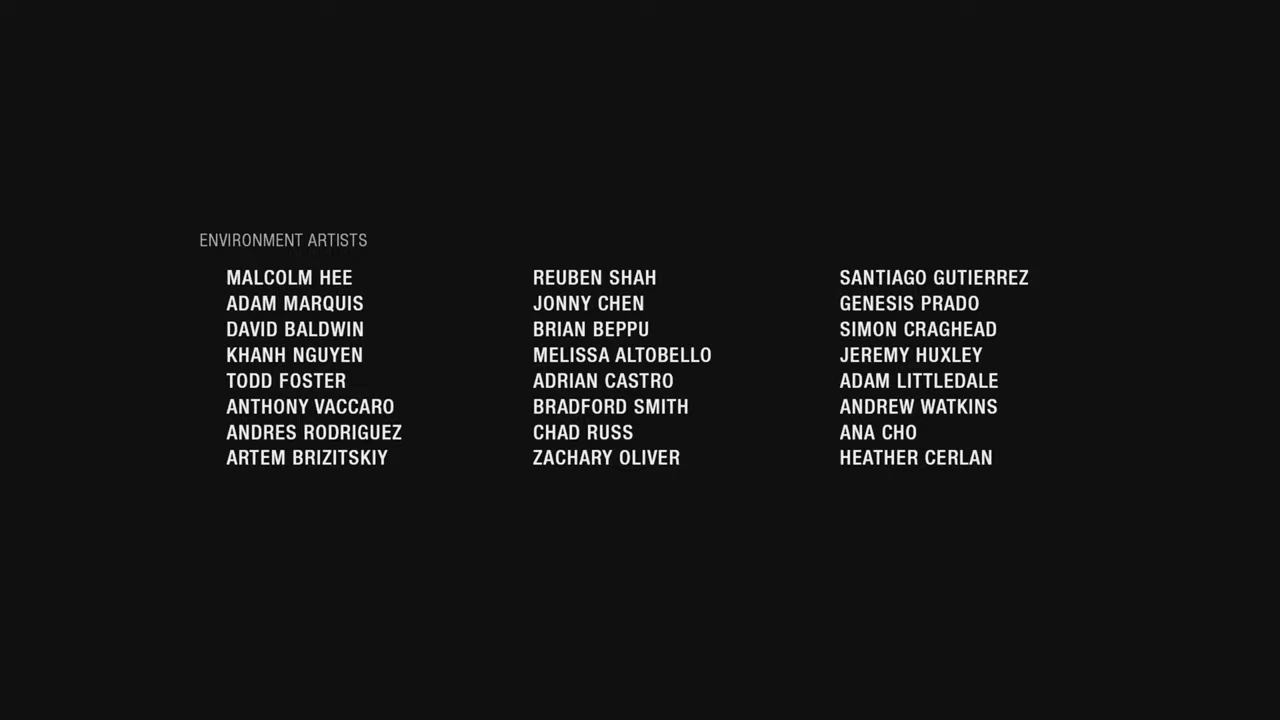 ENVIRONMENT ARTISTS
MALCOLM HEE
ADAM MARQUIS
DAVID BALDWIN
KHANH NGUYEN
TODD FOSTER
ANTHONY VACCARO
ANDRES RODRIGUEZ
ARTEM BRIZITSKIY
REUBEN SHAH
JONNY CHEN
BRIAN BEPPU
MELISSA ALTOBELLO
ADRIAN CASTRO
BRADFORD SMITH
CHAD RUSS
ZACHARY OLIVER
SANTIAGO GUTIERREZ
GENESIS PRADO
SIMON CRAGHEAD
JEREMY HUXLEY
ADAM LITTLEDALE
ANDREW WATKINS
ANA CHO
HEATHER CERLAN